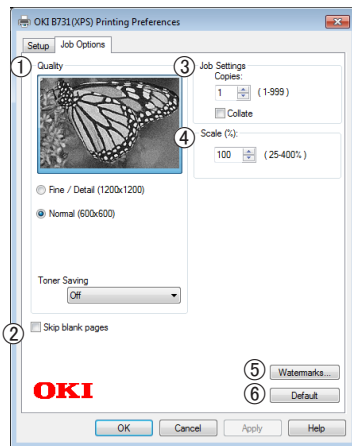 OKI B731(XPS) Printing Preferences
Setup Job Options
① Quality
③ Job Settings
Copies:
1 ( 1-999 )
Collate
④ Scale (%):
100 ( 25-400% )
Fine / Detail (1200x1200)
Normal (600x600)
Toner Saving
Off
② Skip blank pages
⑤ Watermarks...
⑥ Default
OKI
OK Cancel Apply Help